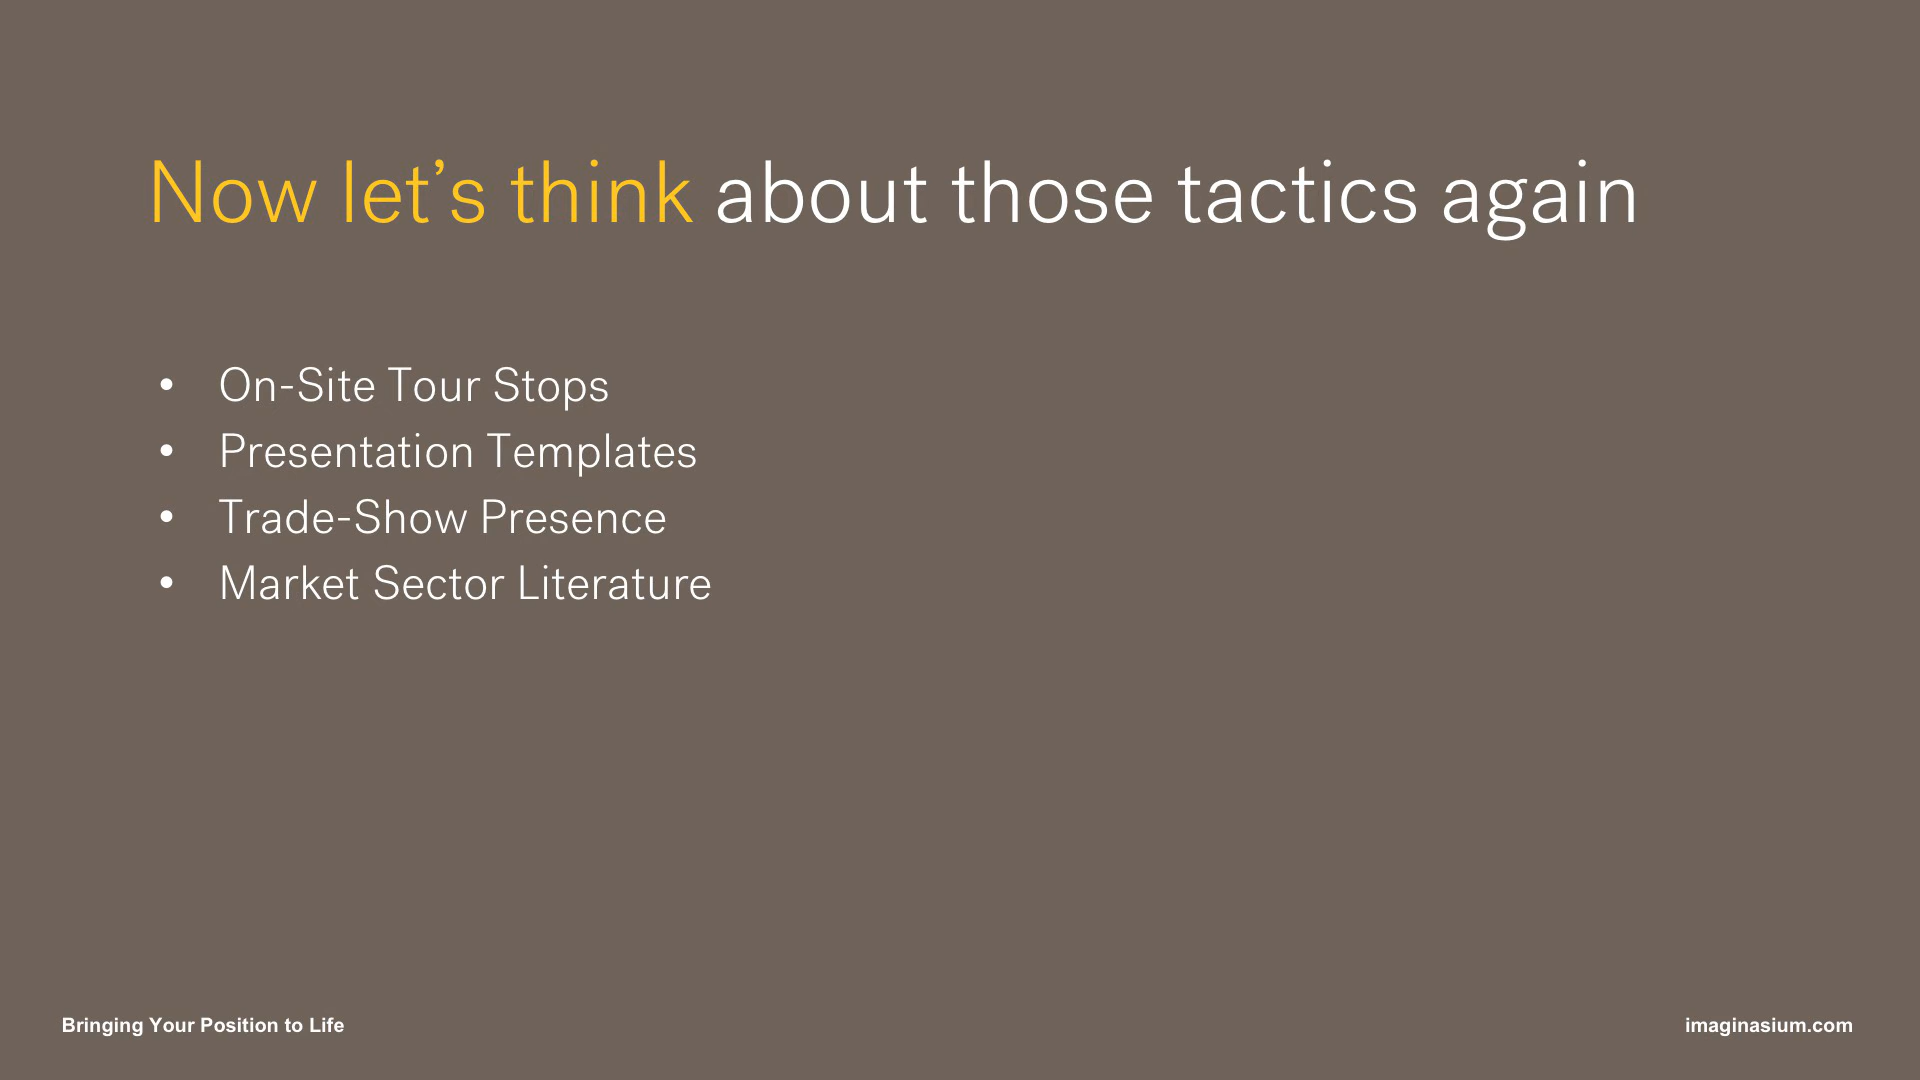 Now let’s think about those tactics again
• On-Site Tour Stops
• Presentation Templates
• Trade-Show Presence
• Market Sector Literature
Bringing Your Position to Life
imaginasium.com